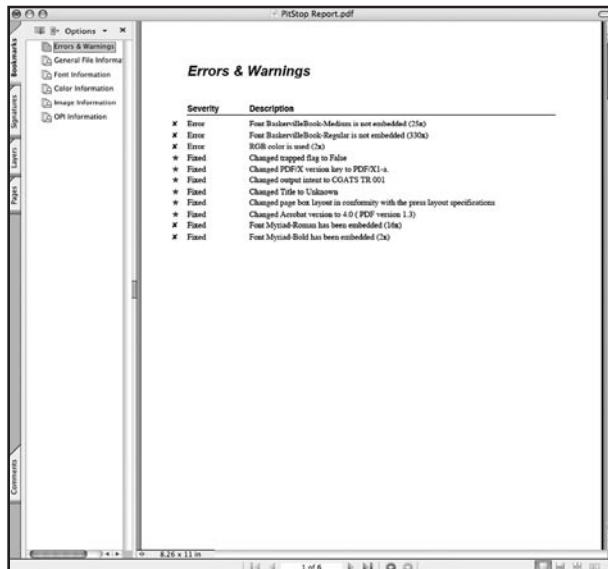 PitStop Report.pdf
Options
Errors & Warnings
General File Informa
Font Information
Color Information
Image Information
OPI Information
Bookmarks
Signatures
Layers
Pages
Comments
Errors & Warnings
Severity Description
Error Font BaskervilleBook-Medium is not embedded (25x)
Error Font BaskervilleBook-Regular is not embedded (330x)
Error RGB color is used (2x)
Fixed Changed trapped flag to False
Fixed Changed PDF/X version key to PDF/X1-a.
Fixed Changed output intent to CGATS TR 001
Fixed Changed Title to Unknown
Fixed Changed page box layout in conformity with the press layout specifications
Fixed Changed Acrobat version to 4.0 ( PDF version 1.3)
Fixed Font Myriad-Roman has been embedded (16x)
Fixed Font Myriad-Bold has been embedded (2x)
8.26 x 11 in
1 of 6